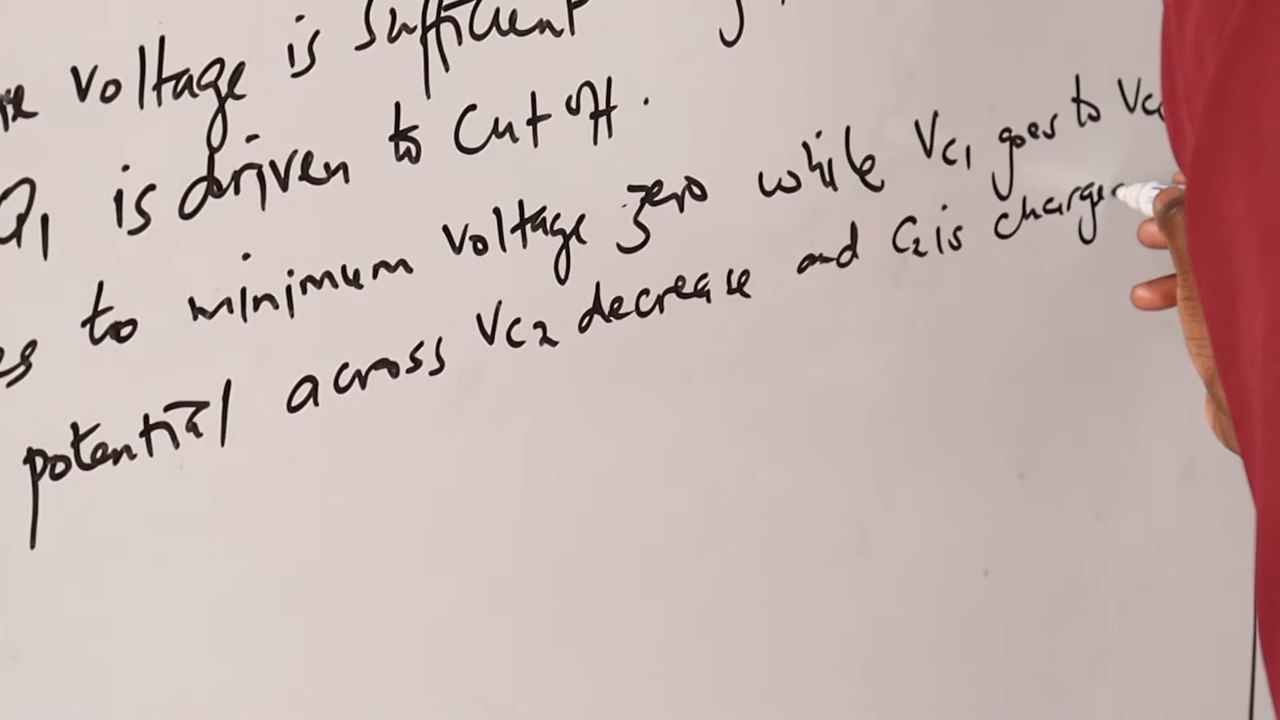 voltage is sufficient
Q1 is driven to cut off.
to minimum voltage zero while VC1 goes to
potential across VC2 decrease and C2 is charge